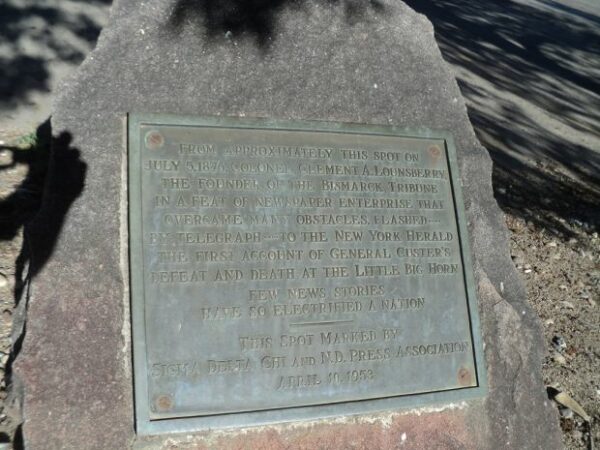 FROM APPROXIMATELY THIS SPOT ON
JULY 5, 1876, COLONEL CLEMENT A. LOUNSBERRY,
THE FOUNDER OF THE BISMARCK TRIBUNE
IN A FEAT OF NEWSPAPER ENTERPRISE THAT
OVERCAME MANY OBSTACLES, FLASHED---
BY TELEGRAPH---TO THE NEW YORK HERALD
THE FIRST ACCOUNT OF GENERAL CUSTER'S
DEFEAT AND DEATH AT THE LITTLE BIG HORN
FEW NEWS STORIES
HAVE SO ELECTRIFIED A NATION
THIS SPOT MARKED BY
SIGMA DELTA CHI AND N.D. PRESS ASSOCIATION
APRIL 10, 1953